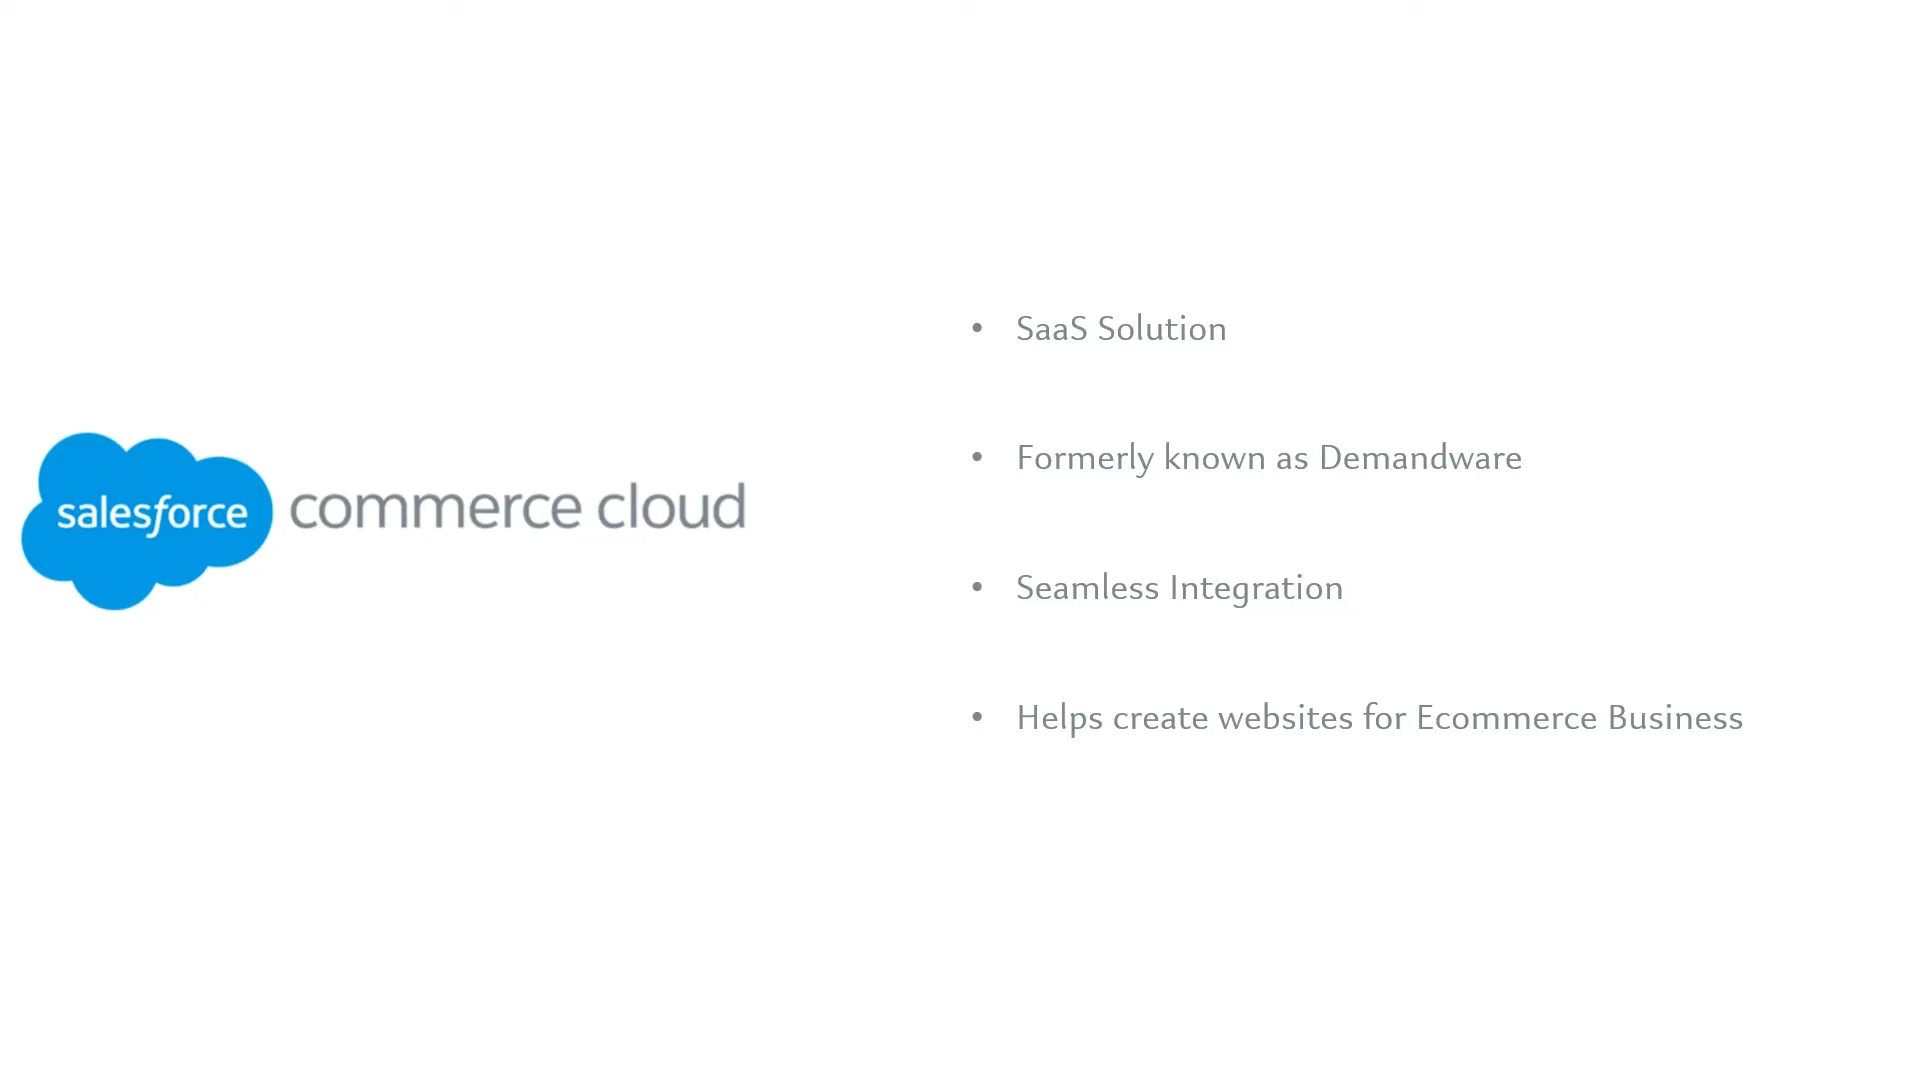 salesforce commerce cloud
• SaaS Solution
• Formerly known as Demandware
• Seamless Integration
• Helps create websites for Ecommerce Business